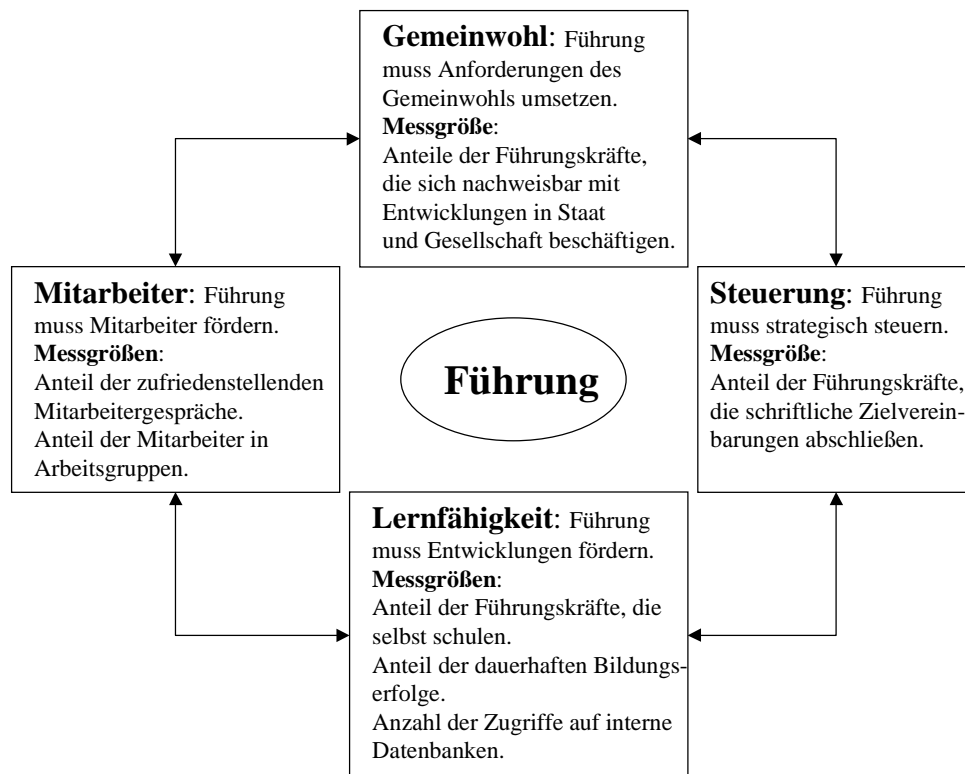 Gemeinwohl: Führung
muss Anforderungen des
Gemeinwohls umsetzen.
Messgröße:
Anteile der Führungskräfte,
die sich nachweisbar mit
Entwicklungen in Staat
und Gesellschaft beschäftigen.
Mitarbeiter: Führung
muss Mitarbeiter fördern.
Messgrößen:
Anteil der zufriedenstellenden
Mitarbeitergespräche.
Anteil der Mitarbeiter in
Arbeitsgruppen.
Führung
Steuerung: Führung
muss strategisch steuern.
Messgröße:
Anteil der Führungskräfte,
die schriftliche Zielverein-
barungen abschließen.
Lernfähigkeit: Führung
muss Entwicklungen fördern.
Messgrößen:
Anteil der Führungskräfte, die
selbst schulen.
Anteil der dauerhaften Bildungs-
erfolge.
Anzahl der Zugriffe auf interne
Datenbanken.